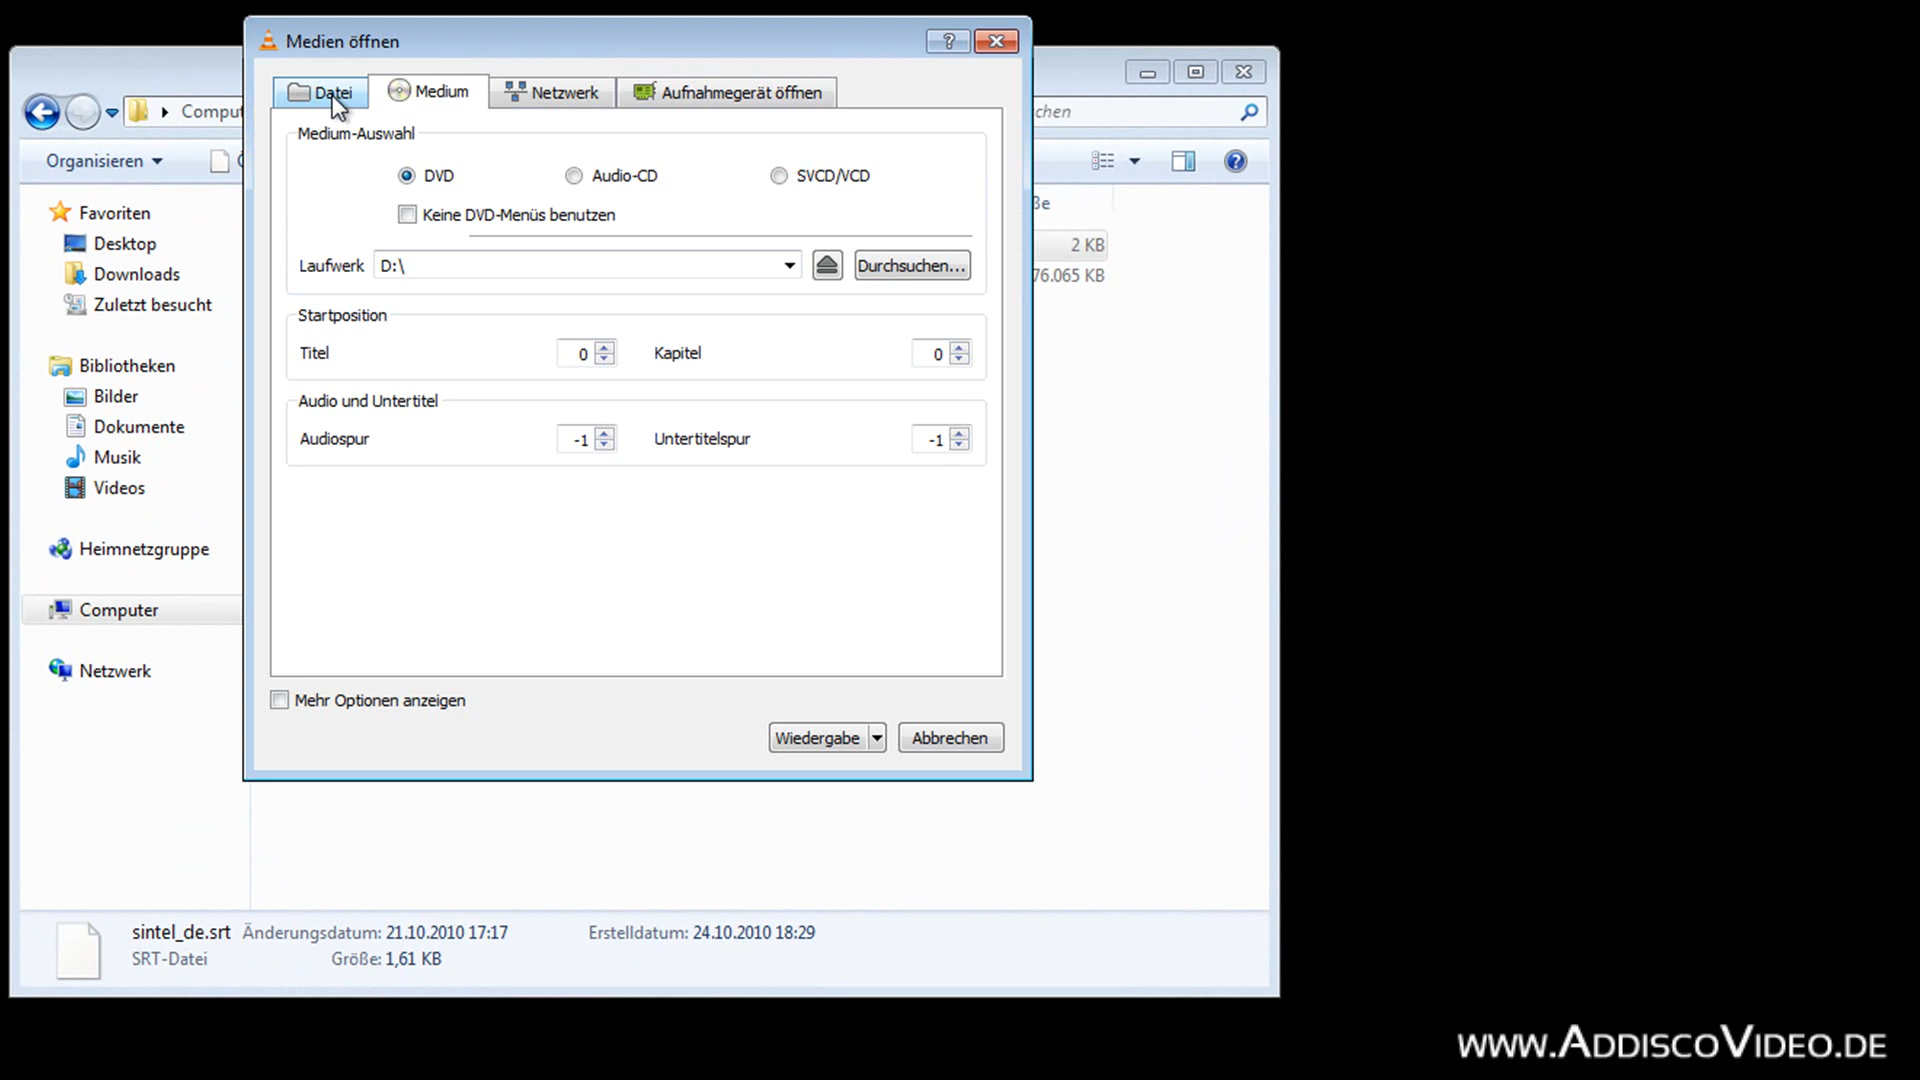 Medien öffnen
Datei
Medium
Netzwerk
Aufnahmegerät öffnen
Medium-Auswahl
DVD
Audio-CD
SVCD/VCD
Keine DVD-Menüs benutzen
Laufwerk
D:\
Durchsuchen...
Startposition
Titel
0
Kapitel
0
Audio und Untertitel
Audiospur
-1
Untertitelspur
-1
Mehr Optionen anzeigen
Wiedergabe
Abbrechen
Organisieren
Favoriten
Desktop
Downloads
Zuletzt besucht
Bibliotheken
Bilder
Dokumente
Musik
Videos
Heimnetzgruppe
Computer
Netzwerk
2 KB
76.065 KB
sintel_de.srt Änderungsdatum: 21.10.2010 17:17 Erstelldatum: 24.10.2010 18:29
SRT-Datei Größe: 1,61 KB
www.AddiscoVideo.de